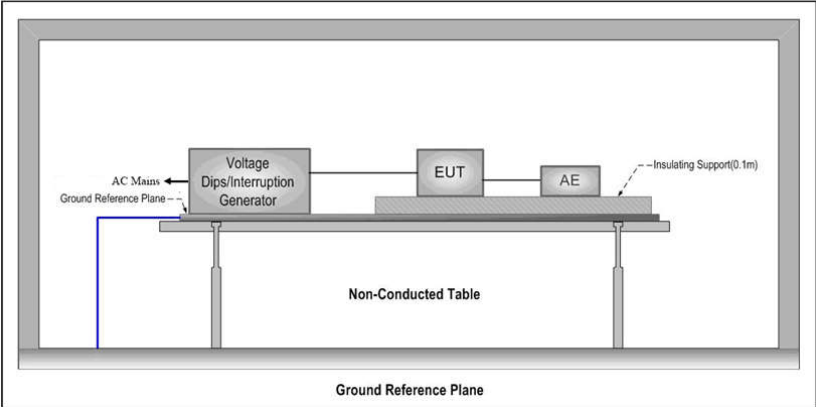 Voltage
Dips/Interruption
Generator
EUT
AE
Insulating Support(0.1m)
AC Mains
Ground Reference Plane
Non-Conducted Table
Ground Reference Plane